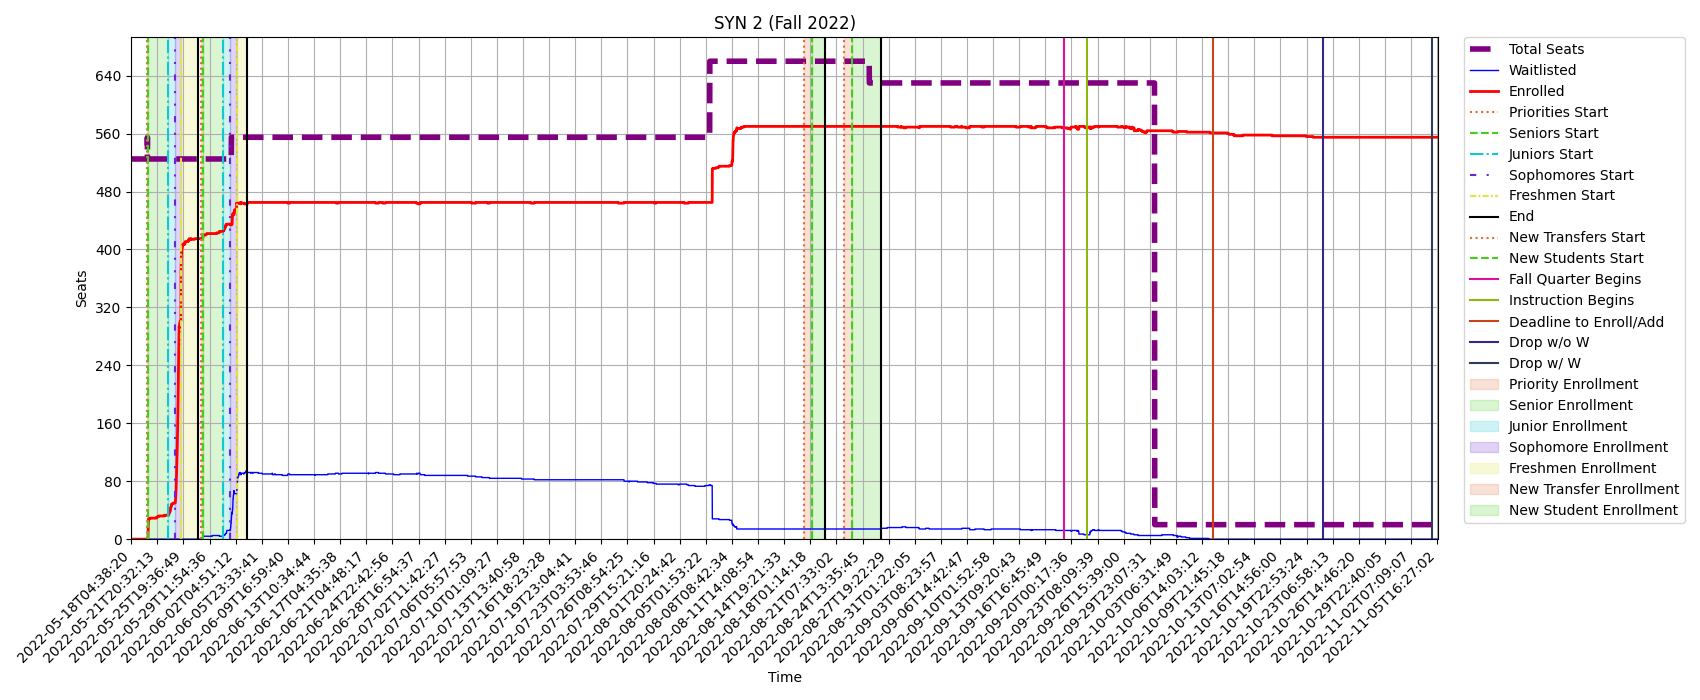 SYN 2 (Fall 2022)
Seats
640
560
480
400
320
240
160
80
0
2022-05-18T04:38:20
2022-05-21T20:32:13
2022-05-25T19:36:49
2022-05-29T11:54:36
2022-06-02T04:51:12
2022-06-05T23:33:41
2022-06-09T16:59:40
2022-06-13T10:34:44
2022-06-17T04:35:38
2022-06-21T04:48:17
2022-06-24T22:42:56
2022-06-28T16:54:37
2022-07-02T11:42:27
2022-07-06T05:57:53
2022-07-10T01:09:27
2022-07-13T13:40:58
2022-07-16T18:23:28
2022-07-19T23:04:41
2022-07-23T03:53:46
2022-07-26T08:54:25
2022-07-29T15:21:16
2022-08-01T20:24:42
2022-08-05T01:53:22
2022-08-08T08:42:34
2022-08-11T14:08:54
2022-08-14T19:21:33
2022-08-18T01:14:18
2022-08-21T07:33:02
2022-08-24T13:35:45
2022-08-27T19:22:29
2022-08-31T01:22:05
2022-09-03T08:23:57
2022-09-06T14:42:47
2022-09-10T01:52:58
2022-09-13T09:20:43
2022-09-16T16:45:49
2022-09-20T00:17:36
2022-09-23T08:09:39
2022-09-26T15:39:00
2022-09-29T23:07:31
2022-10-03T06:31:49
2022-10-06T14:03:12
2022-10-09T21:45:18
2022-10-13T07:02:54
2022-10-16T14:56:00
2022-10-19T22:53:24
2022-10-23T06:58:13
2022-10-26T14:46:20
2022-10-29T22:40:05
2022-11-02T07:09:07
2022-11-05T16:27:02
Time
Total Seats
Waitlisted
Enrolled
Priorities Start
Seniors Start
Juniors Start
Sophomores Start
Freshmen Start
End
New Transfers Start
New Students Start
Fall Quarter Begins
Instruction Begins
Deadline to Enroll/Add
Drop w/o W
Drop w/ W
Priority Enrollment
Senior Enrollment
Junior Enrollment
Sophomore Enrollment
Freshmen Enrollment
New Transfer Enrollment
New Student Enrollment